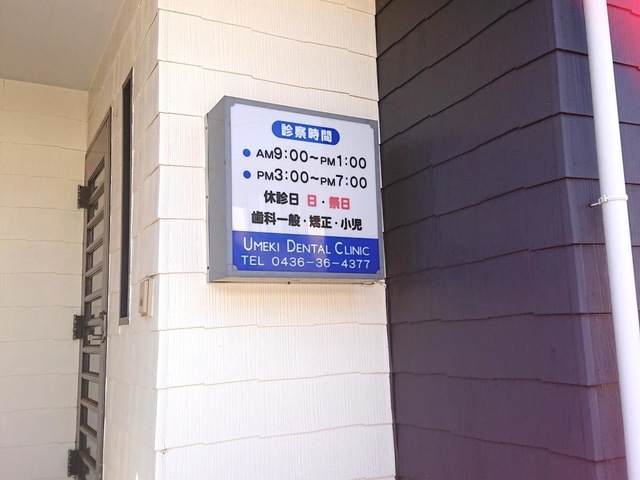 診察時間
● AM9:00～PM1:00
● PM3:00～PM7:00
休診日 日・祭日
歯科一般・矯正・小児
UMEKI DENTAL CLINIC
TEL 0436-36-4377